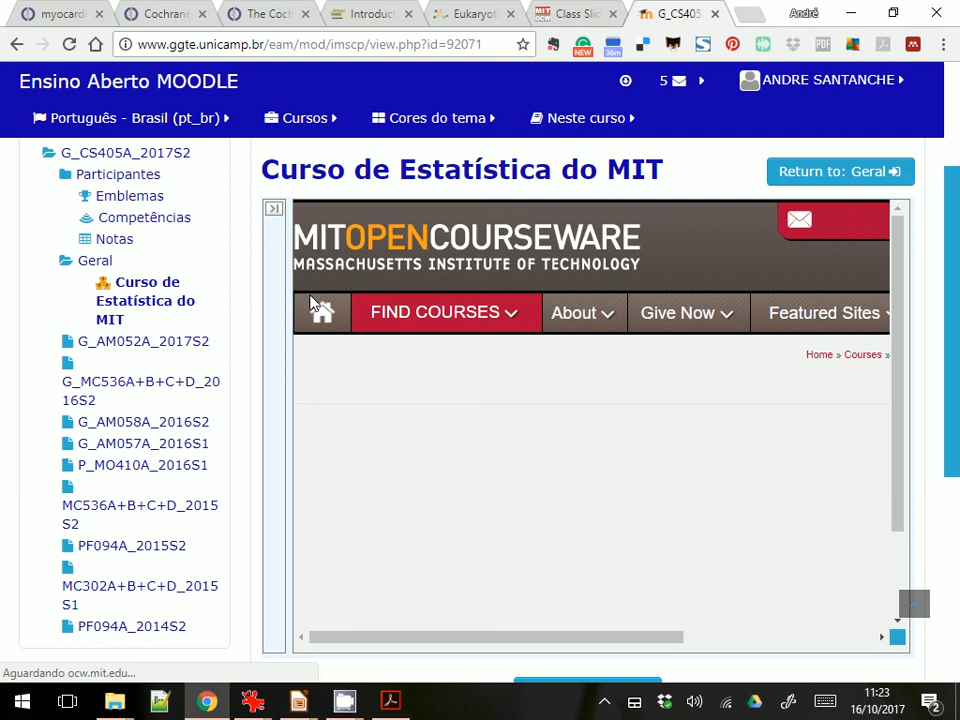 myocardi
Cochrane
The Coch
Introduct
Eukaryot
Class Slid
G_CS405
André
www.ggte.unicamp.br/eam/mod/imscp/view.php?id=92071
NEW
36m
PDF
Ensino Aberto MOODLE
5
ANDRE SANTANCHE
Português - Brasil (pt_br)
Cursos
Cores do tema
Neste curso
G_CS405A_2017S2
Participantes
Emblemas
Competências
Notas
Geral
Curso de
Estatística do
MIT
G_AM052A_2017S2
G_MC536A+B+C+D_20
16S2
G_AM058A_2016S2
G_AM057A_2016S1
P_MO410A_2016S1
MC536A+B+C+D_2015
S2
PF094A_2015S2
MC302A+B+C+D_2015
S1
PF094A_2014S2
Curso de Estatística do MIT
Return to: Geral
MITOPENCOURSEWARE
MASSACHUSETTS INSTITUTE OF TECHNOLOGY
FIND COURSES
About
Give Now
Featured Sites
Home » Courses »
Aguardando ocw.mit.edu...
11:23
16/10/2017
2